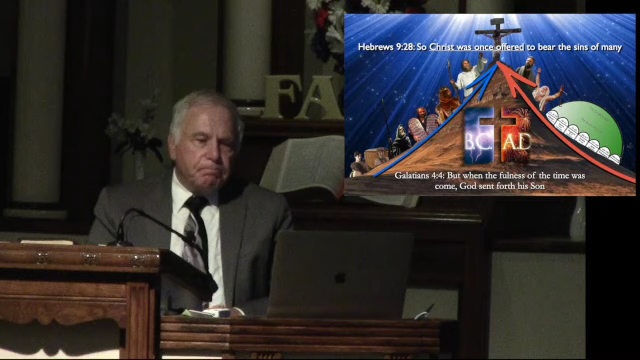 Hebrews 9:28: So Christ was once offered to bear the sins of many
BC AD
Galatians 4:4: But when the fulness of the time was
come, God sent forth his Son
FA